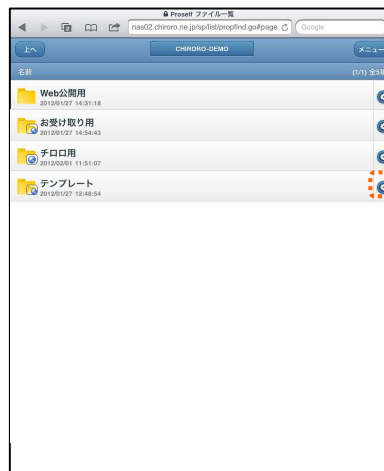 Proself ファイル一覧
nas02.chiroro.ne.jp/sp/list/propfind.go#page
Google
上へ
CHIRORO-DEMO
メニュー
名前
(1/1) 全5項
Web公開用
2012/01/27 14:31:18
お受け取り用
2012/01/27 14:54:43
チロロ用
2012/02/01 11:51:07
テンプレート
2012/01/27 12:48:54